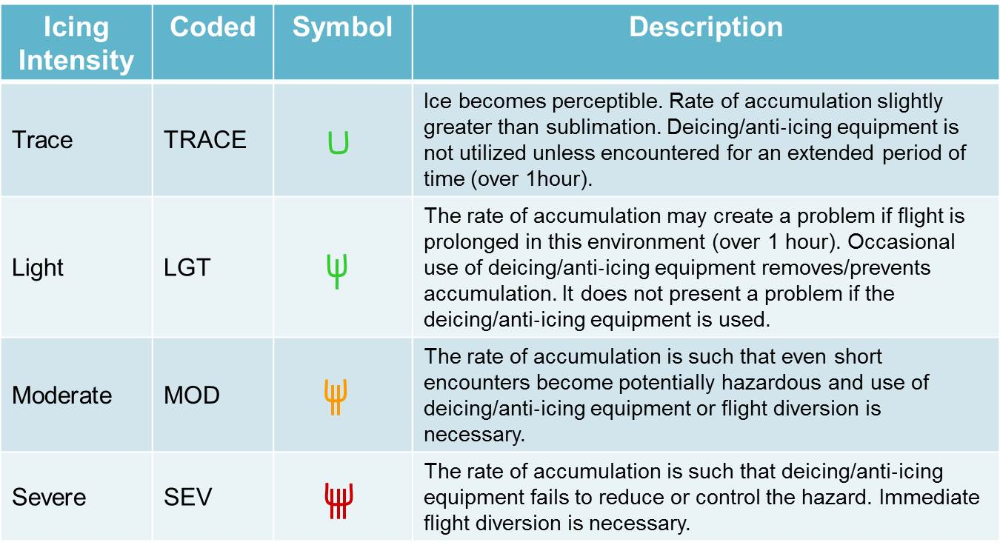 Icing
Intensity
Coded
Symbol
Description
Trace
TRACE
Ice becomes perceptible. Rate of accumulation slightly
greater than sublimation. Deicing/anti-icing equipment is
not utilized unless encountered for an extended period of
time (over 1hour).
Light
LGT
The rate of accumulation may create a problem if flight is
prolonged in this environment (over 1 hour). Occasional
use of deicing/anti-icing equipment removes/prevents
accumulation. It does not present a problem if the
deicing/anti-icing equipment is used.
Moderate
MOD
The rate of accumulation is such that even short
encounters become potentially hazardous and use of
deicing/anti-icing equipment or flight diversion is
necessary.
Severe
SEV
The rate of accumulation is such that deicing/anti-icing
equipment fails to reduce or control the hazard. Immediate
flight diversion is necessary.